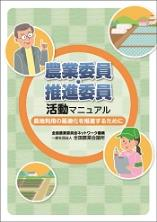 農業委員・
推進委員
活動マニュアル
農地利用の最適化を推進するために
全国農業委員会ネットワーク機構
一般社団法人 全国農業会議所